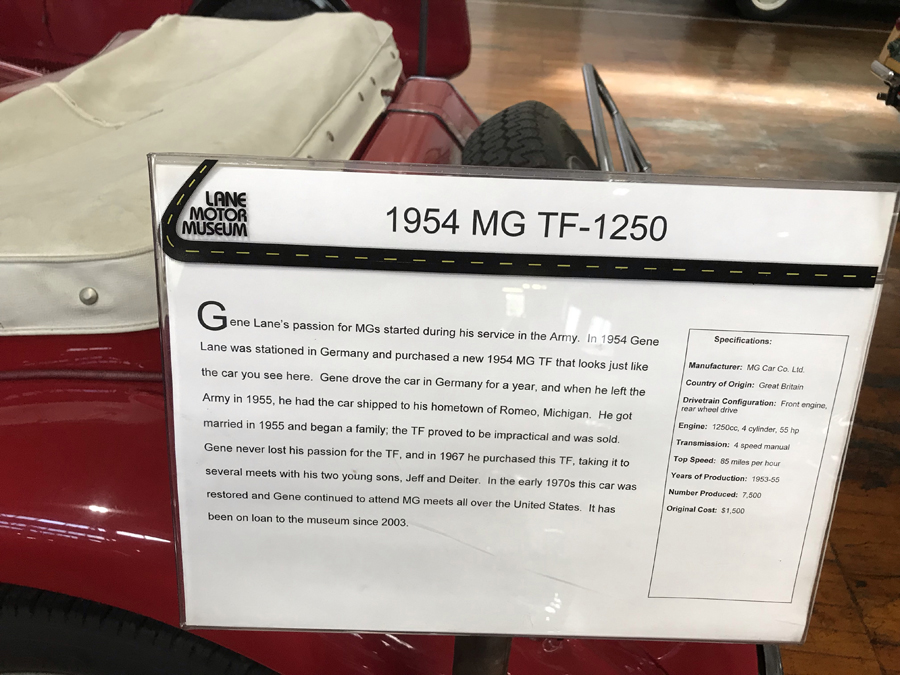 LANE
MOTOR
MUSEUM
1954 MG TF-1250
Gene Lane's passion for MGs started during his service in the Army. In 1954 Gene
Lane was stationed in Germany and purchased a new 1954 MG TF that looks just like
the car you see here. Gene drove the car in Germany for a year, and when he left the
Army in 1955, he had the car shipped to his hometown of Romeo, Michigan. He got
married in 1955 and began a family; the TF proved to be impractical and was sold.
Gene never lost his passion for the TF, and in 1967 he purchased this TF, taking it to
several meets with his two young sons, Jeff and Deiter. In the early 1970s this car was
restored and Gene continued to attend MG meets all over the United States. It has
been on loan to the museum since 2003.
Specifications:
Manufacturer: MG Car Co. Ltd.
Country of Origin: Great Britain
Drivetrain Configuration: Front engine,
rear wheel drive
Engine: 1250cc, 4 cylinder, 55 hp
Transmission: 4 speed manual
Top Speed: 85 miles per hour
Years of Production: 1953-55
Number Produced: 7,500
Original Cost: $1,500